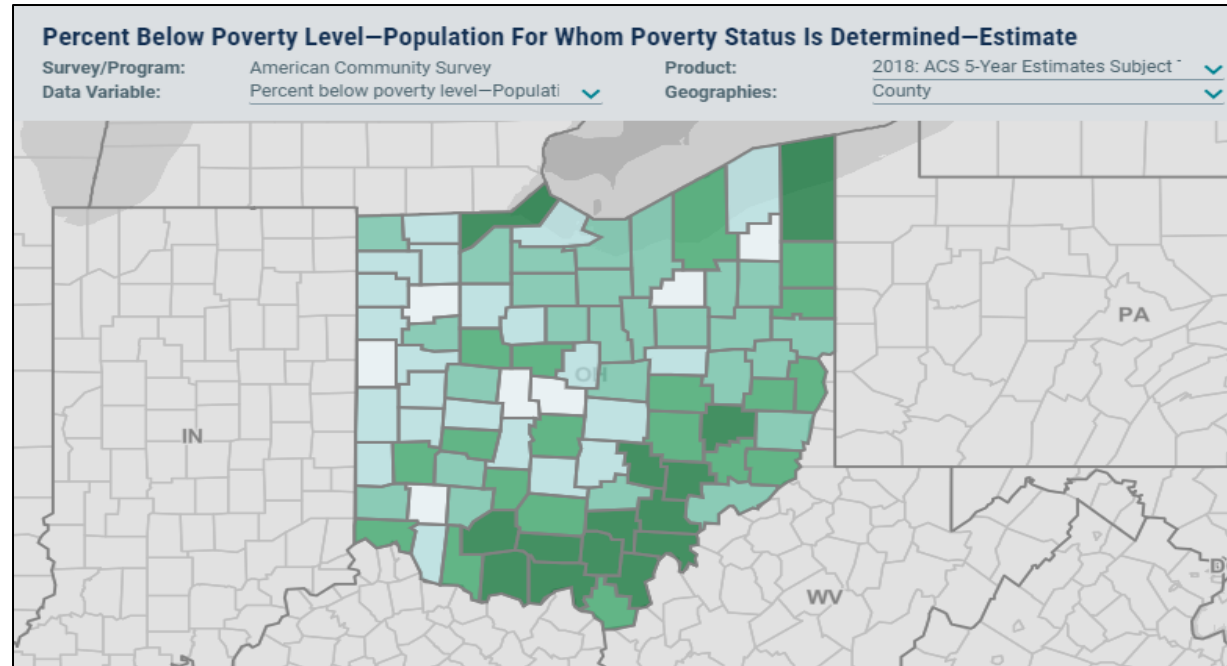 Percent Below Poverty Level—Population For Whom Poverty Status Is Determined—Estimate
Survey/Program: American Community Survey Product: 2018: ACS 5-Year Estimates Subject
Data Variable: Percent below poverty level—Populati Geographies: County
PA
OH
IN
WV
D